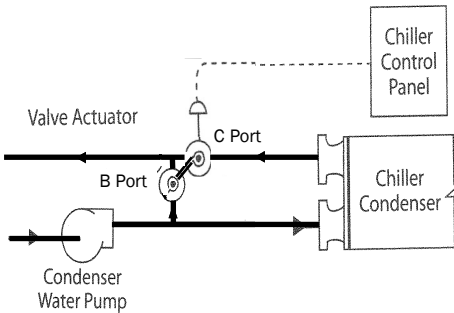 Chiller
Control
Panel
Valve Actuator
C Port
B Port
Chiller
Condenser
Condenser
Water Pump